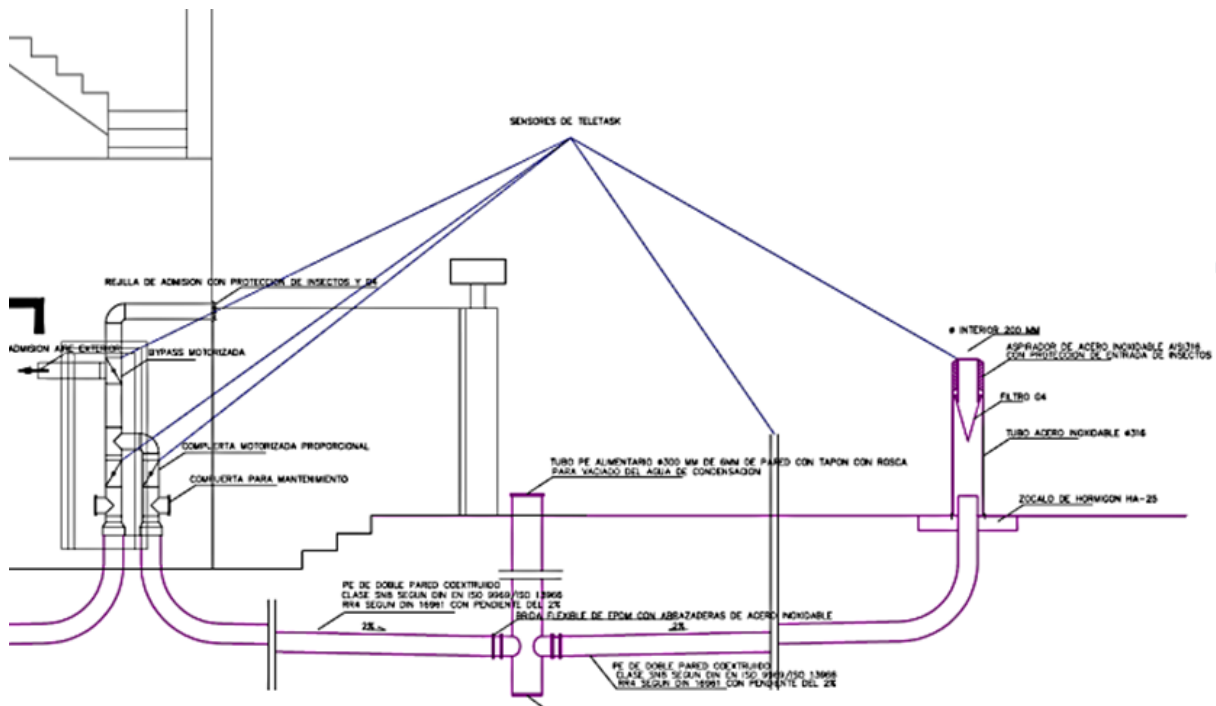 SENSORES DE TELETASK
REJILLA DE ADMISION CON PROTECCION DE INSECTOS Y G4
Ø INTERIOR 200 MM
ADMISION AIRE EXTERIOR
BYPASS MOTORIZADA
ASPIRADOR DE ACERO INOXIDABLE AISI316
CON PROTECCION DE ENTRADA DE INSECTOS
FILTRO G4
TUBO ACERO INOXIDABLE #316
COMPUERTA MOTORIZADA PROPORCIONAL
COMPUERTA PARA MANTENIMIENTO
TUBO PE ALIMENTARIO Ø300 MM DE 6MM DE PARED CON TAPON CON ROSCA
PARA VACIADO DEL AGUA DE CONDENSACION
ZOCALO DE HORMIGON HA-25
PE DE DOBLE PARED COEXTRUIDO
CLASE SN8 SEGUN DIN EN ISO 9969/ISO 13966
RR4 SEGUN DIN 16961 CON PENDIENTE DEL 2%
BRIDA FLEXIBLE DE EPDM CON ABRAZADERAS DE ACERO INOXIDABLE
2%
2%
PE DE DOBLE PARED COEXTRUIDO
CLASE SN8 SEGUN DIN EN ISO 9969/ISO 13966
RR4 SEGUN DIN 16961 CON PENDIENTE DEL 2%